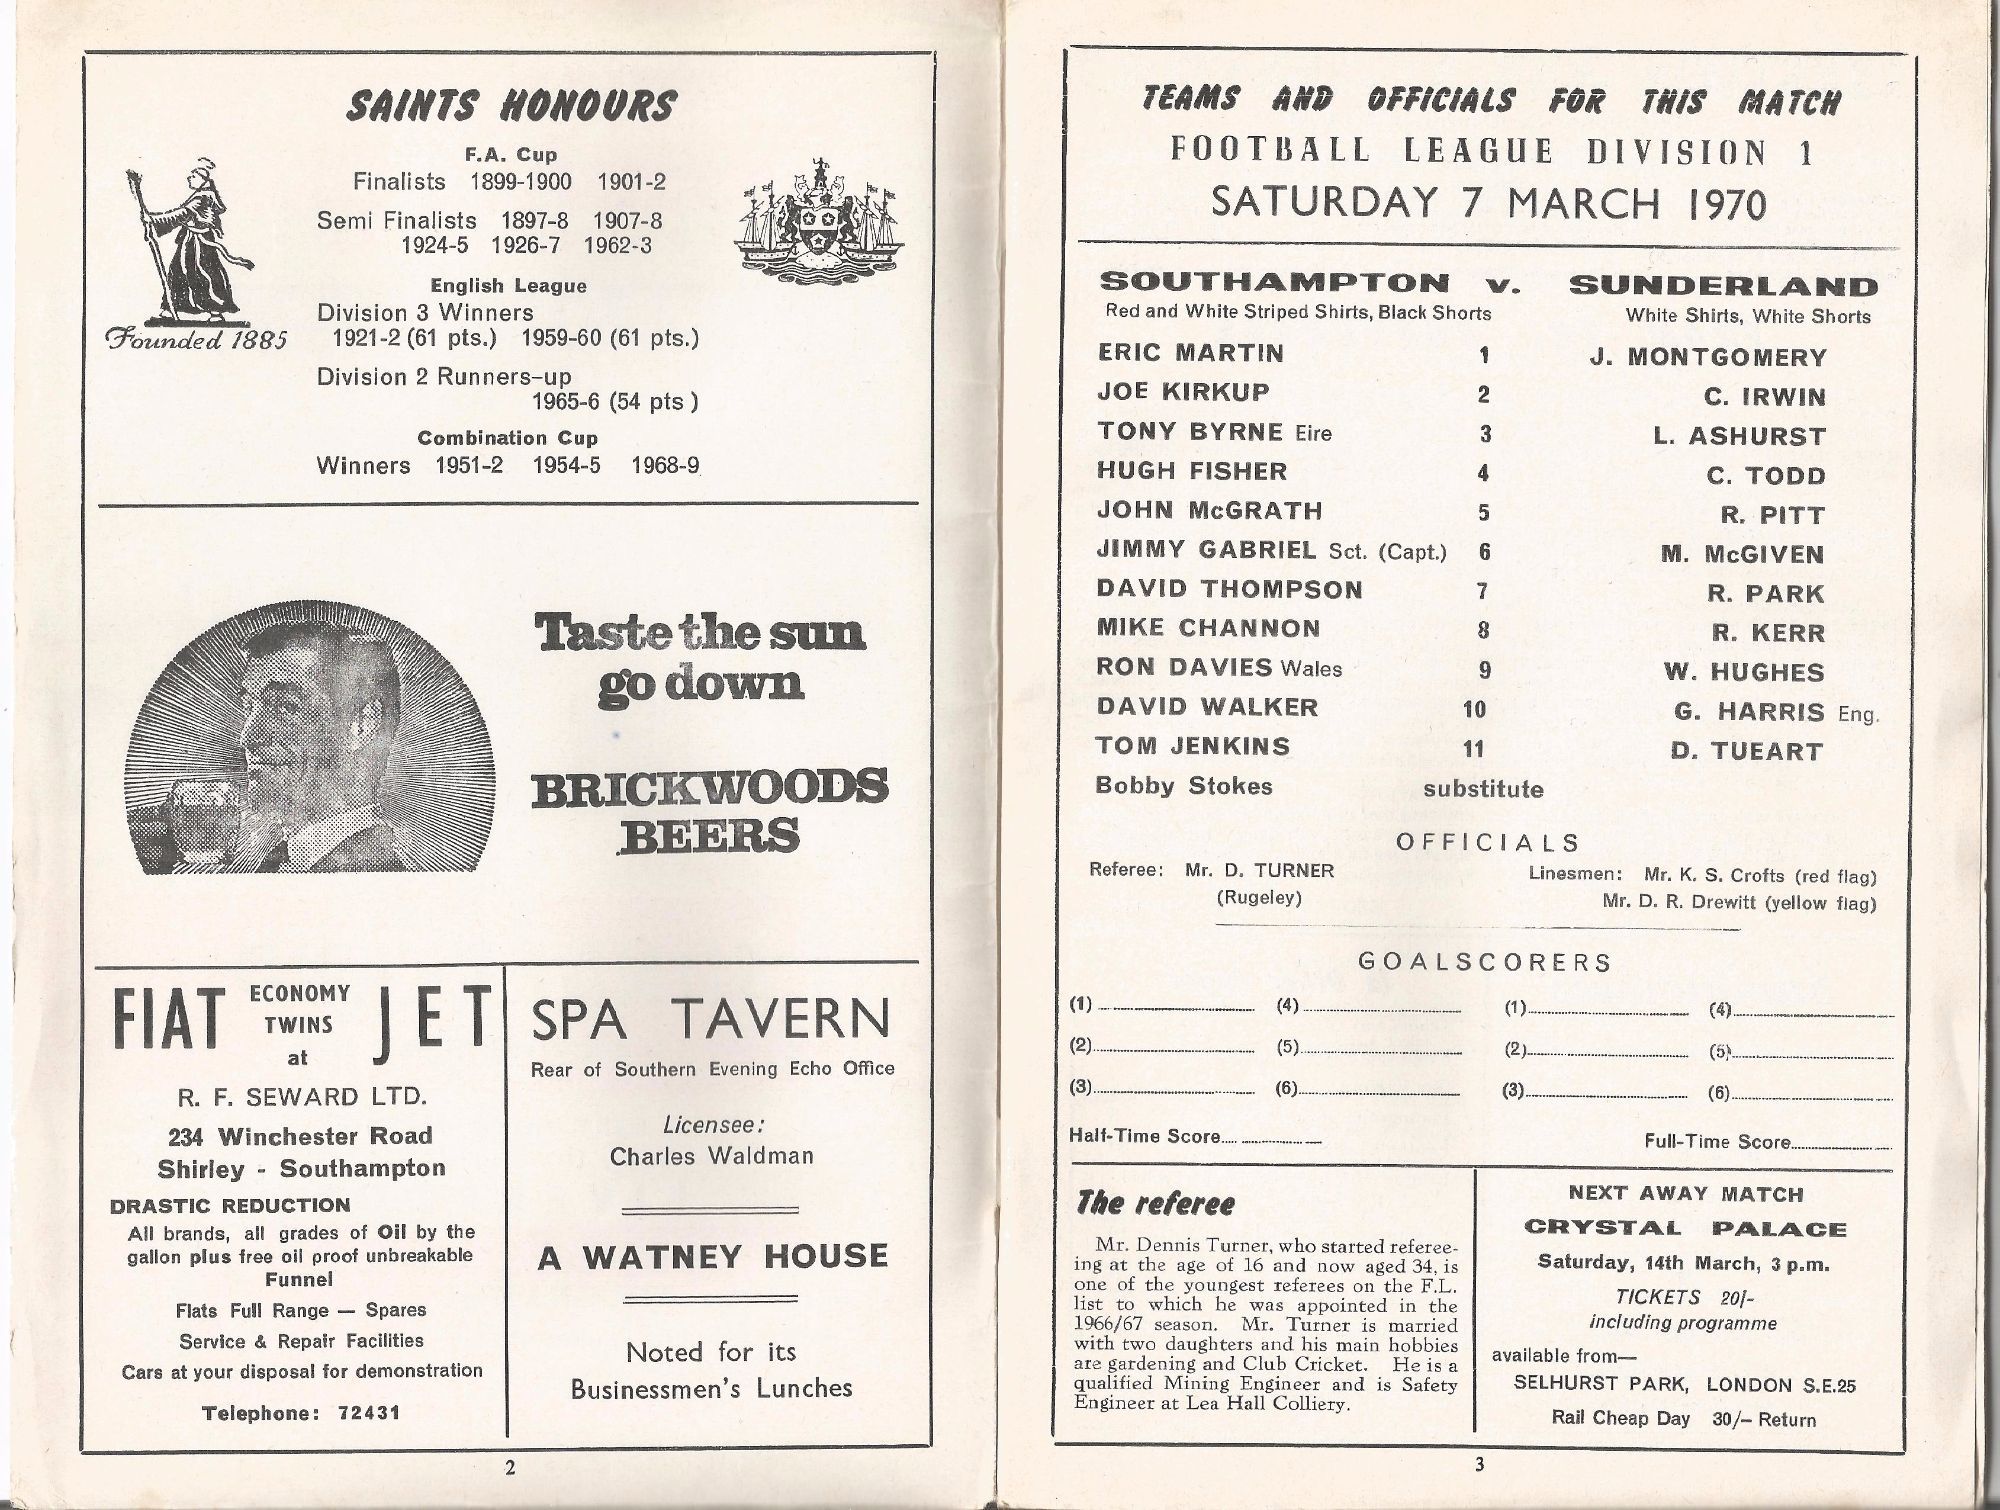 SAINTS HONOURS
F.A. Cup
Finalists 1899-1900 1901-2
Semi Finalists 1897-8 1907-8
1924-5 1926-7 1962-3
English League
Division 3 Winners
1921-2 (61 pts.) 1959-60 (61 pts.)
Division 2 Runners-up
1965-6 (54 pts )
Combination Cup
Winners 1951-2 1954-5 1968-9
Founded 1885
Taste the sun
go down
BRICKWOODS
BEERS
FIAT ECONOMY TWINS at JET
R. F. SEWARD LTD.
234 Winchester Road
Shirley - Southampton
DRASTIC REDUCTION
All brands, all grades of Oil by the
gallon plus free oil proof unbreakable
Funnel
Fiats Full Range — Spares
Service & Repair Facilities
Cars at your disposal for demonstration
Telephone: 72431
SPA TAVERN
Rear of Southern Evening Echo Office
Licensee:
Charles Waldman
A WATNEY HOUSE
Noted for its
Businessmen's Lunches
2
TEAMS AND OFFICIALS FOR THIS MATCH
FOOTBALL LEAGUE DIVISION 1
SATURDAY 7 MARCH 1970
SOUTHAMPTON v. SUNDERLAND
Red and White Striped Shirts, Black Shorts White Shirts, White Shorts
ERIC MARTIN 1 J. MONTGOMERY
JOE KIRKUP 2 C. IRWIN
TONY BYRNE Eire 3 L. ASHURST
HUGH FISHER 4 C. TODD
JOHN McGRATH 5 R. PITT
JIMMY GABRIEL Sct. (Capt.) 6 M. McGIVEN
DAVID THOMPSON 7 R. PARK
MIKE CHANNON 8 R. KERR
RON DAVIES Wales 9 W. HUGHES
DAVID WALKER 10 G. HARRIS Eng.
TOM JENKINS 11 D. TUEART
Bobby Stokes substitute
OFFICIALS
Referee: Mr. D. TURNER Linesmen: Mr. K. S. Crofts (red flag)
(Rugeley) Mr. D. R. Drewitt (yellow flag)
GOALSCORERS
(1) (4) (1) (4)
(2) (5) (2) (5)
(3) (6) (3) (6)
Half-Time Score Full-Time Score
The referee
Mr. Dennis Turner, who started referee-
ing at the age of 16 and now aged 34, is
one of the youngest referees on the F.L.
list to which he was appointed in the
1966/67 season. Mr. Turner is married
with two daughters and his main hobbies
are gardening and Club Cricket. He is a
qualified Mining Engineer and is Safety
Engineer at Lea Hall Colliery.
NEXT AWAY MATCH
CRYSTAL PALACE
Saturday, 14th March, 3 p.m.
TICKETS 20/-
including programme
available from—
SELHURST PARK, LONDON S.E.25
Rail Cheap Day 30/– Return
3